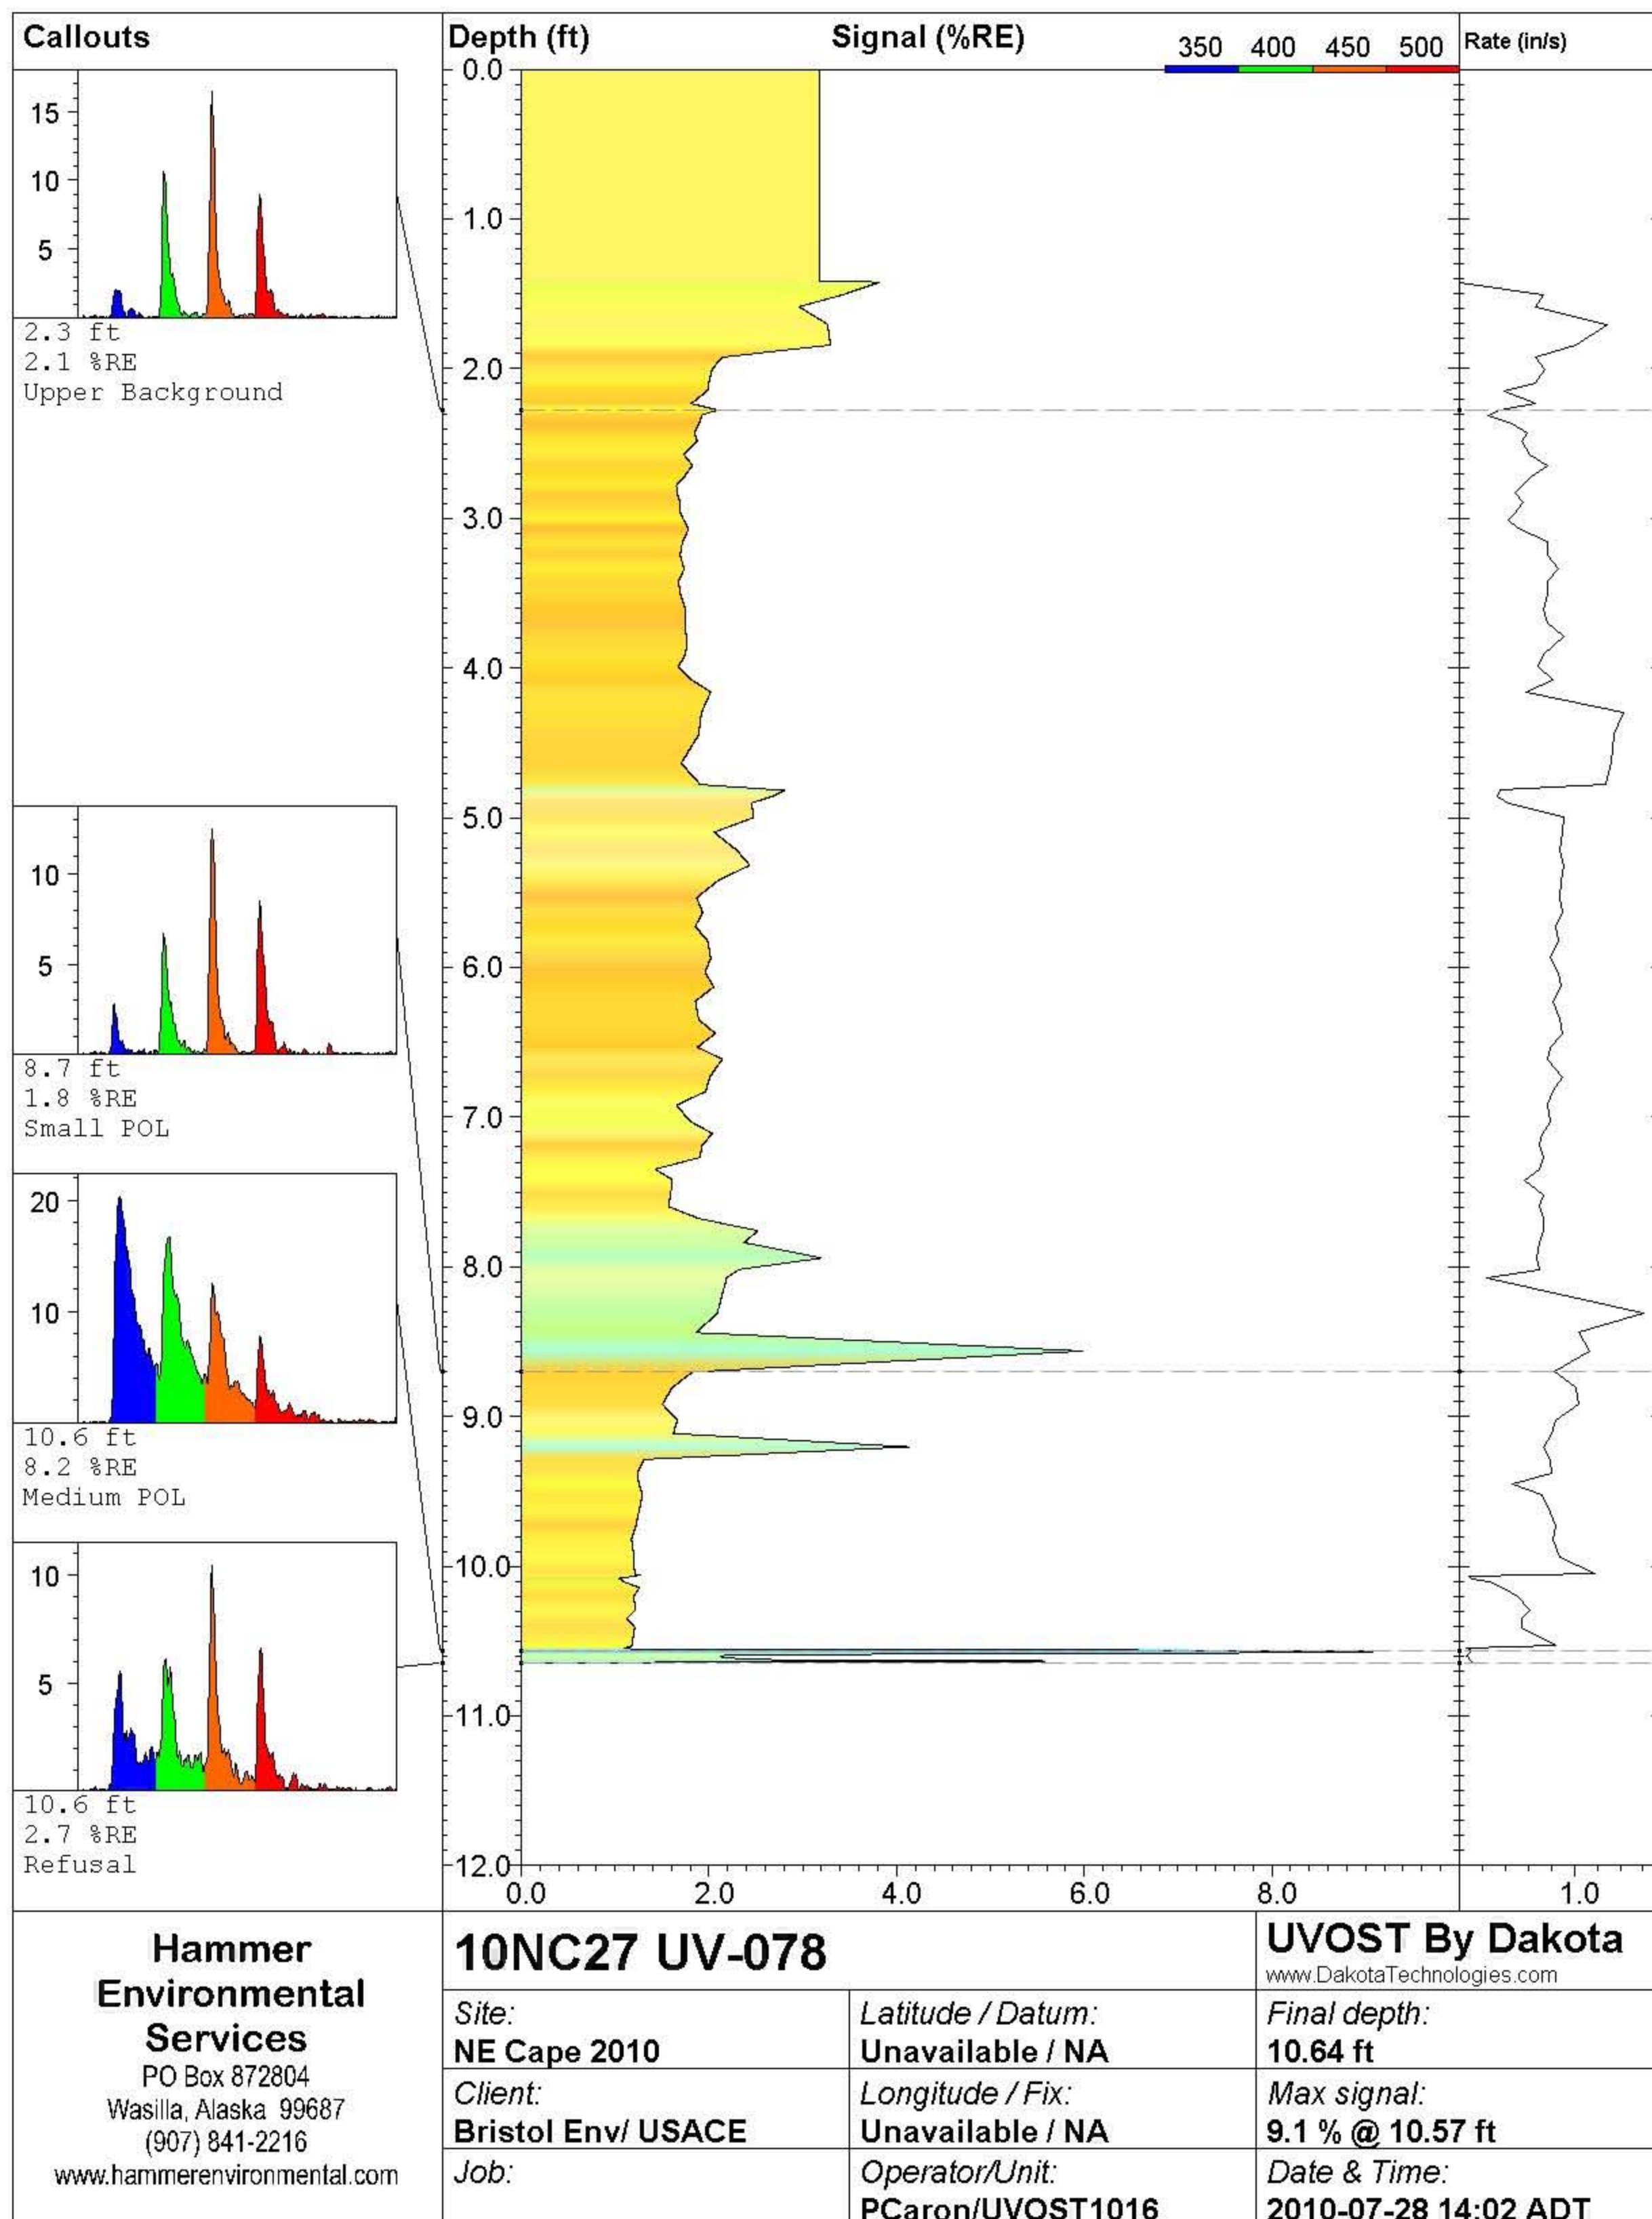 Callouts
Depth (ft)
Signal (%RE)
350 400 450 500
Rate (in/s)
15
10
5
2.3 ft
2.1 %RE
Upper Background
10
5
8.7 ft
1.8 %RE
Small POL
20
10
10.6 ft
8.2 %RE
Medium POL
10
5
10.6 ft
2.7 %RE
Refusal
0.0
1.0
2.0
3.0
4.0
5.0
6.0
7.0
8.0
9.0
10.0
11.0
12.0
0.0 2.0 4.0 6.0 8.0
1.0
Hammer
Environmental
Services
PO Box 872804
Wasilla, Alaska 99687
(907) 841-2216
www.hammerenvironmental.com
10NC27 UV-078
UVOST By Dakota
www.DakotaTechnologies.com
Site:
NE Cape 2010
Latitude / Datum:
Unavailable / NA
Final depth:
10.64 ft
Client:
Bristol Env/ USACE
Longitude / Fix:
Unavailable / NA
Max signal:
9.1 % @ 10.57 ft
Job:
Operator/Unit:
PCaron/UVOST1016
Date & Time:
2010-07-28 14:02 ADT